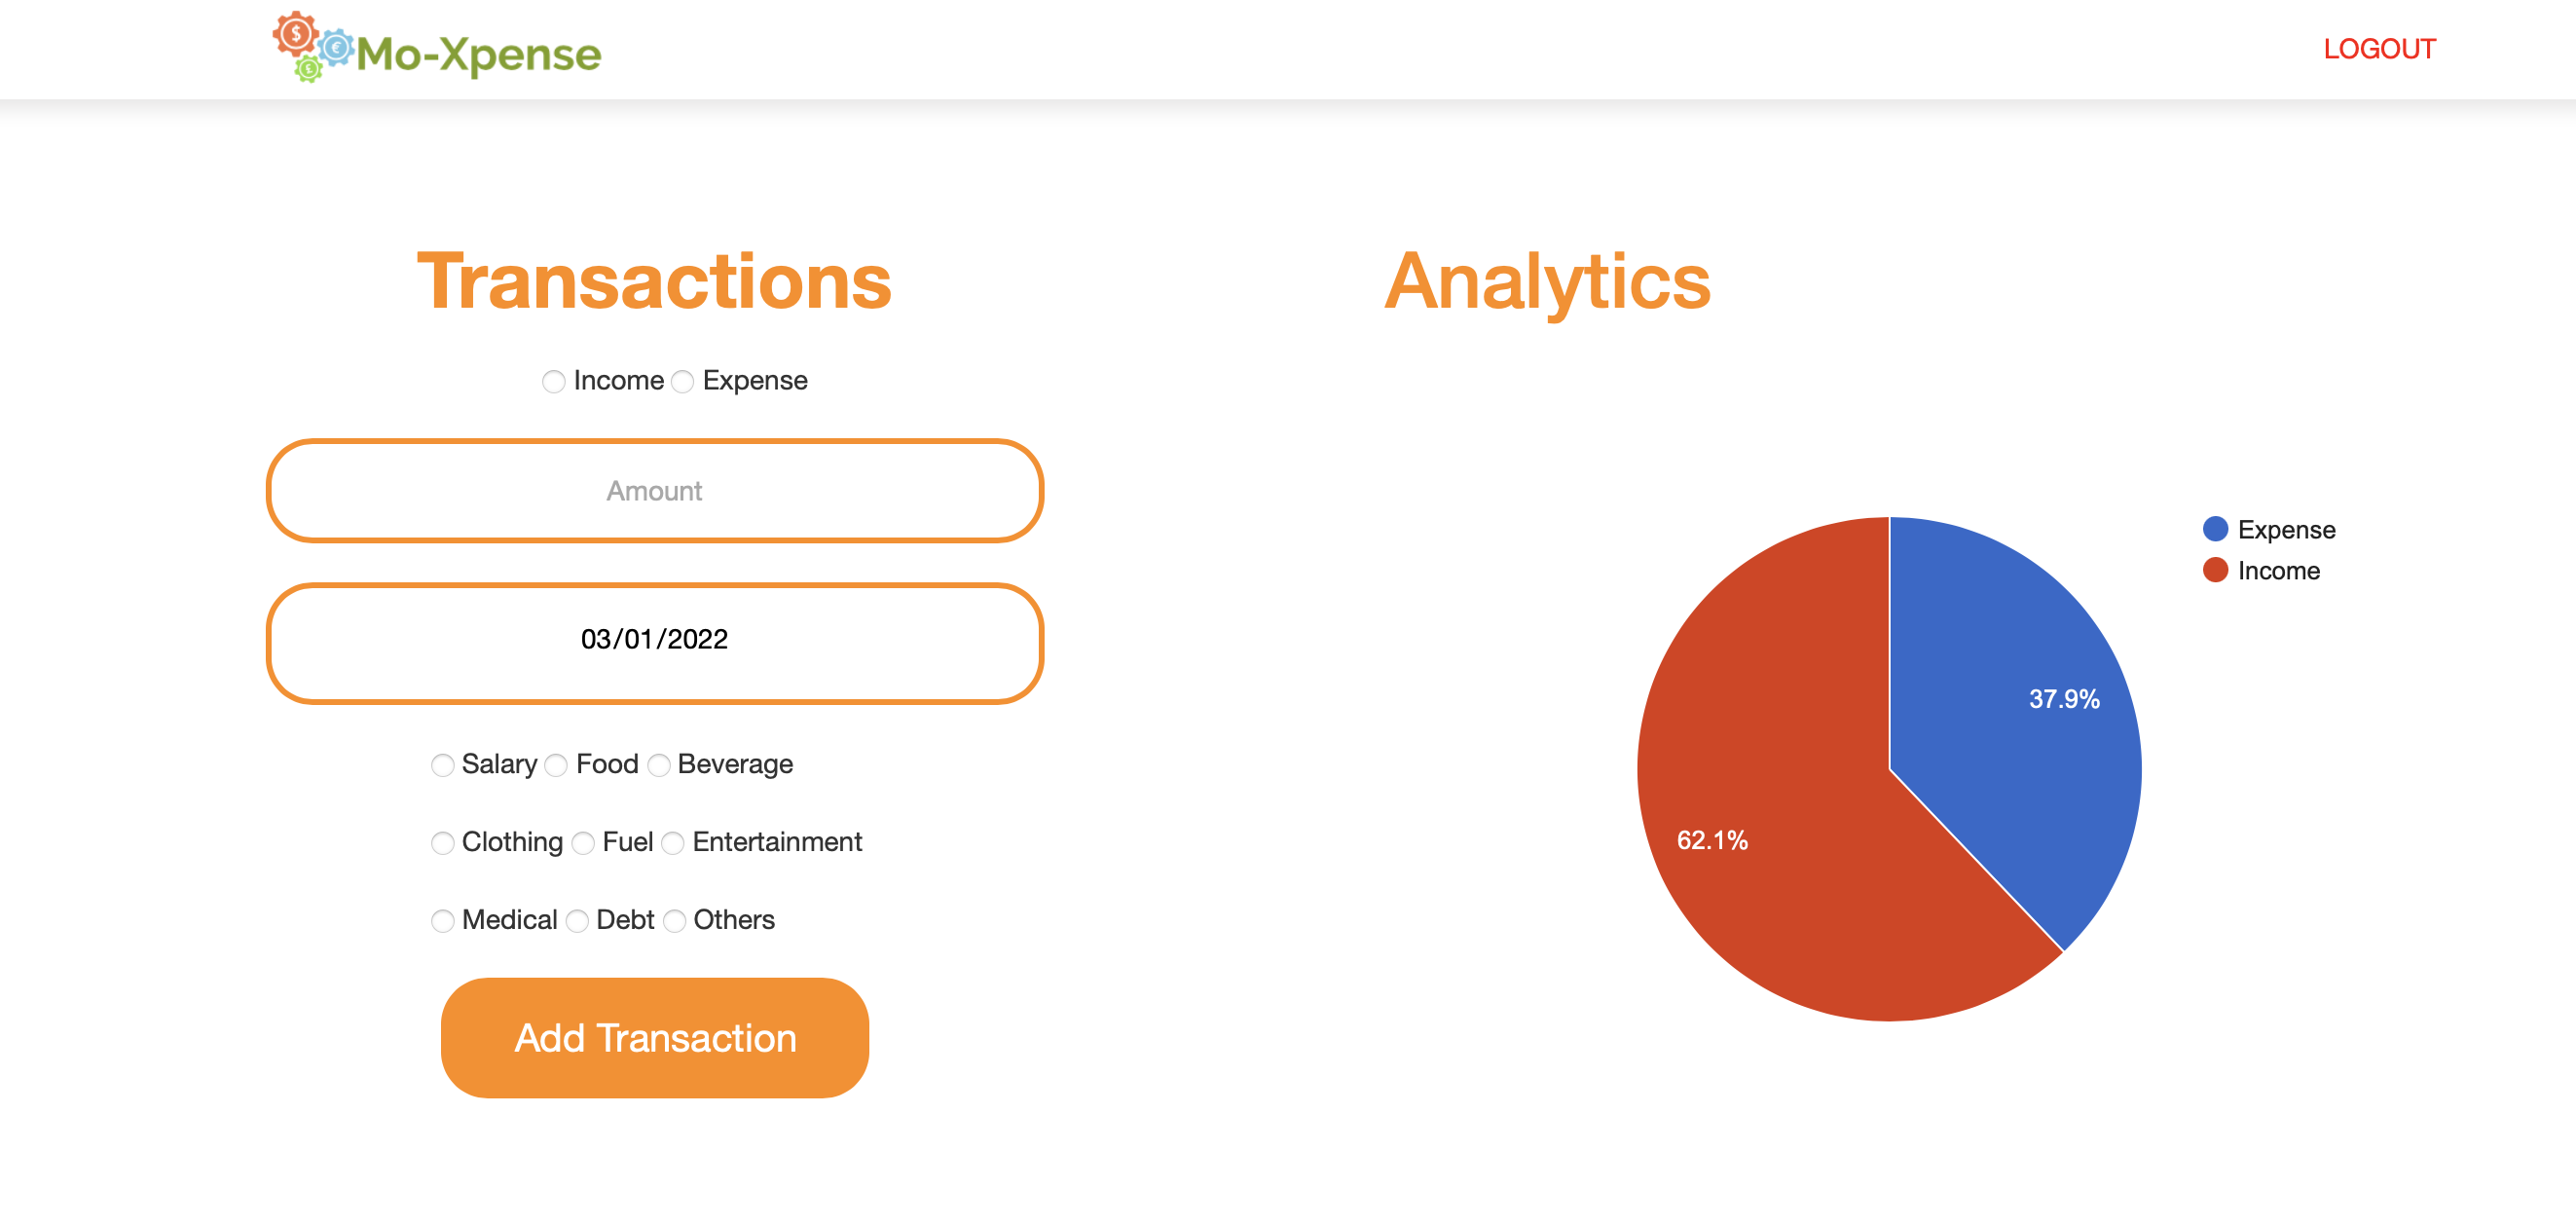 $ € £ Mo-Xpense
LOGOUT
Transactions
Income Expense
Amount
03/01/2022
Salary Food Beverage
Clothing Fuel Entertainment
Medical Debt Others
Add Transaction
Analytics
Expense
Income
37.9%
62.1%